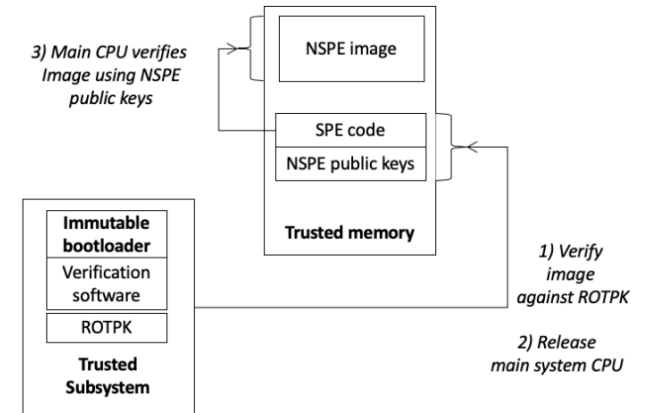 3) Main CPU verifies
Image using NSPE
public keys
NSPE image
SPE code
NSPE public keys
Trusted memory
Immutable
bootloader
Verification
software
ROTPK
Trusted
Subsystem
1) Verify
image
against ROTPK
2) Release
main system CPU